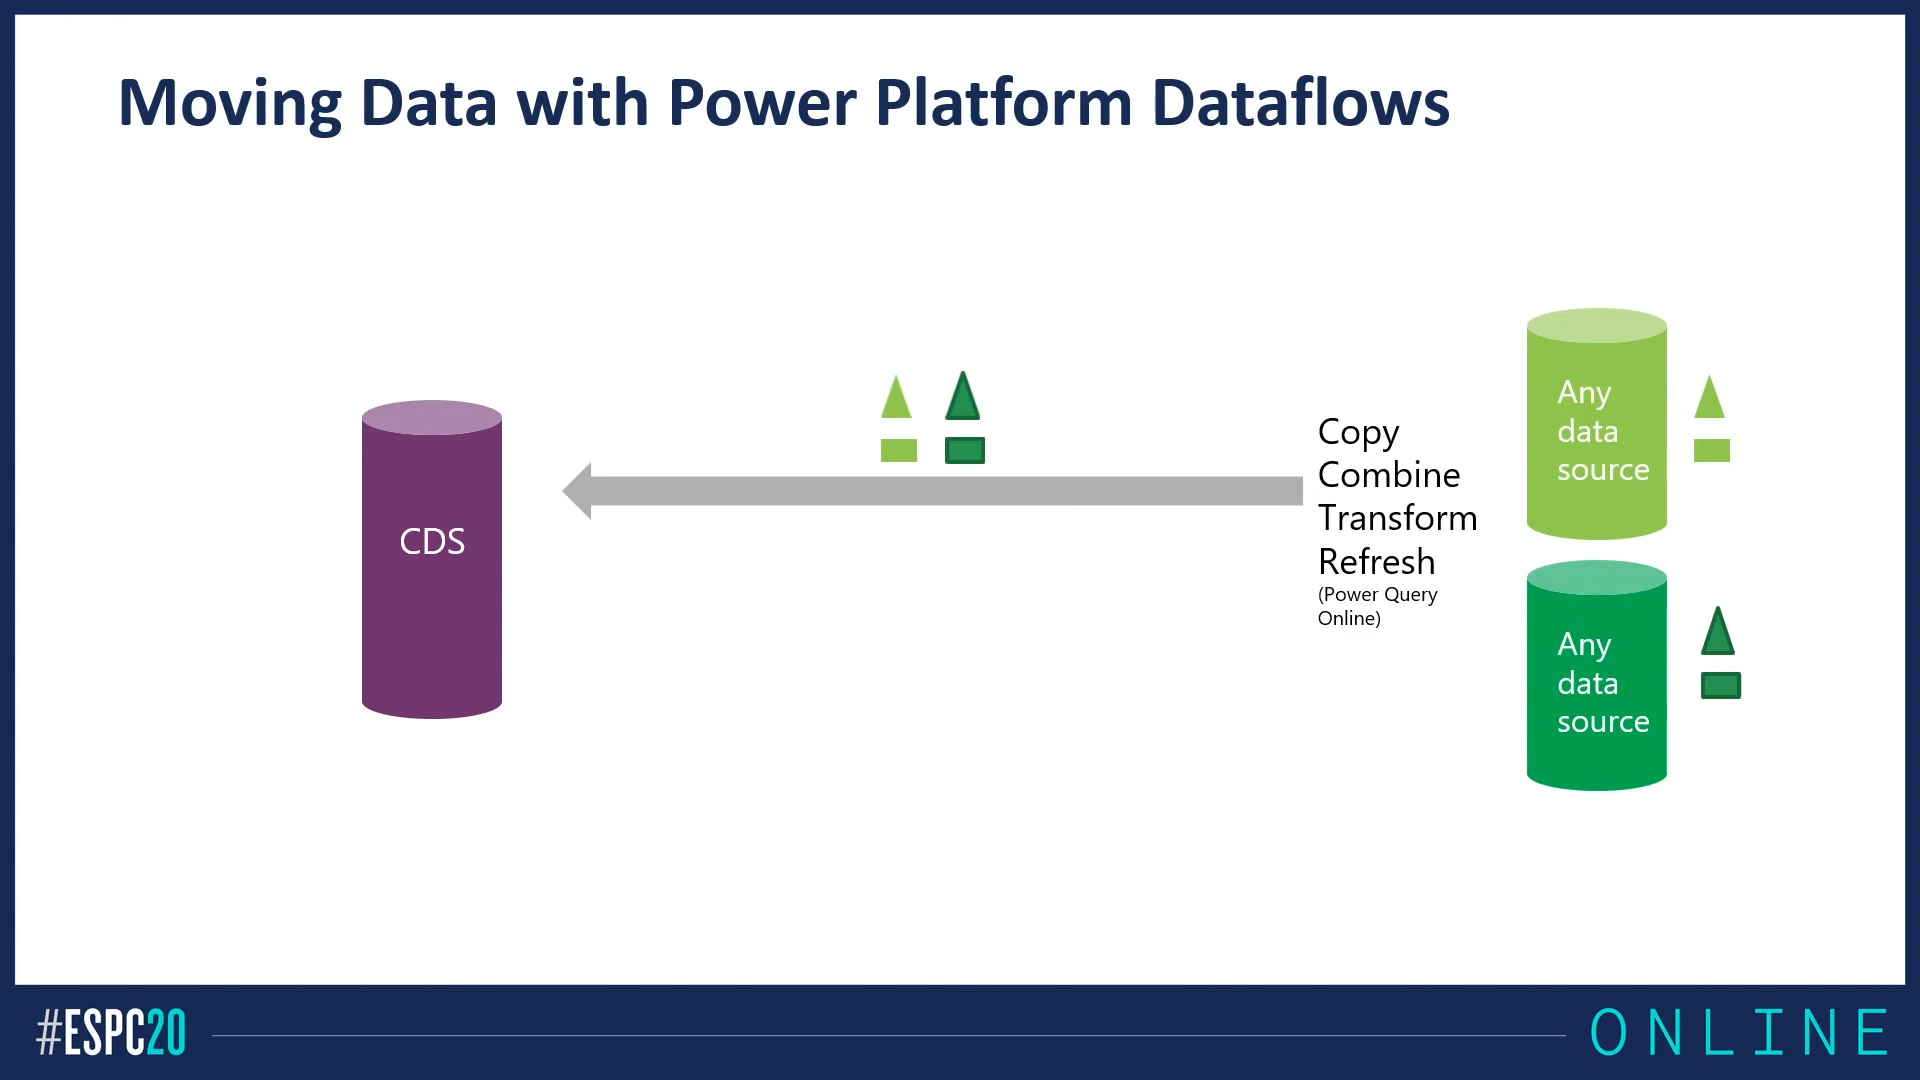 Moving Data with Power Platform Dataflows
CDS
Copy
Combine
Transform
Refresh
(Power Query
Online)
Any
data
source
Any
data
source
#ESPC20
ONLINE